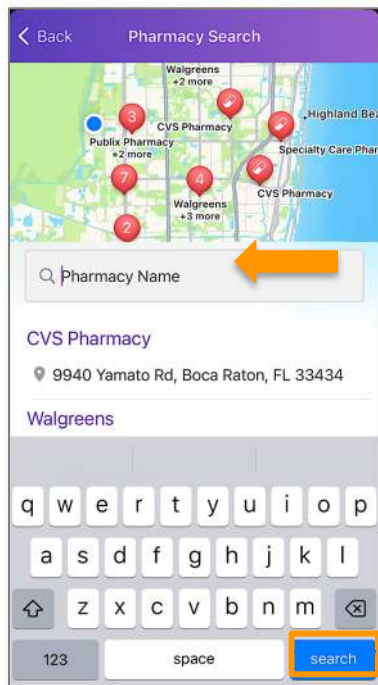 Back
Pharmacy Search
Walgreens
+2 more
3
CVS Pharmacy
Highland Bea
Publix Pharmacy
+2 more
Specialty Care Phar
7
4
CVS Pharmacy
Walgreens
+3 more
2
Pharmacy Name
CVS Pharmacy
9940 Yamato Rd, Boca Raton, FL 33434
Walgreens
q w e r t y u i o p
a s d f g h j k l
z x c v b n m
123 space search